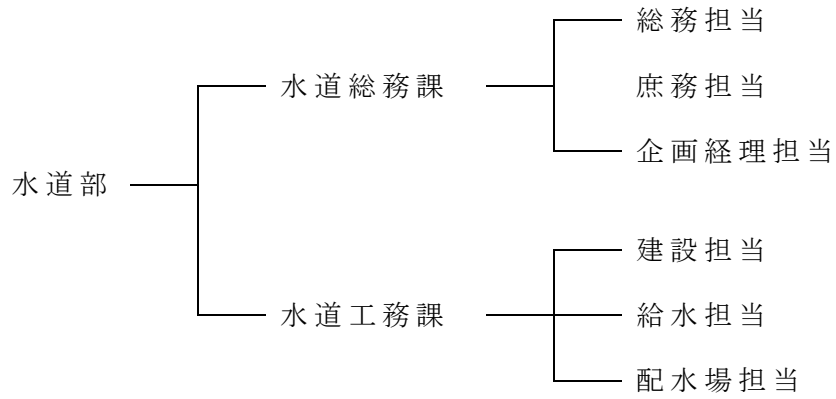 水道部
水道総務課
総務担当
庶務担当
企画経理担当
水道工務課
建設担当
給水担当
配水場担当